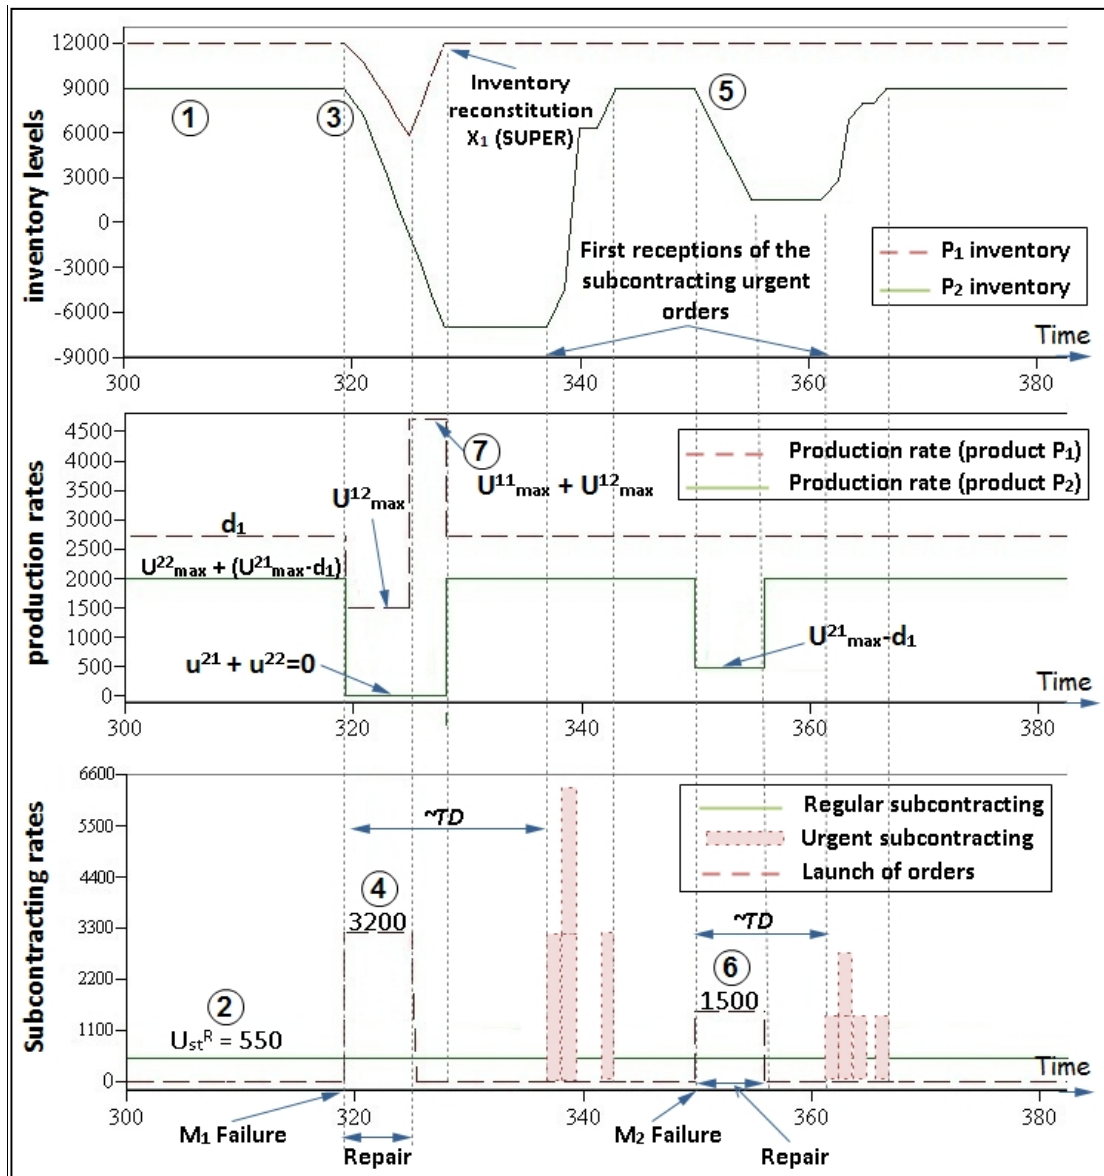 inventory levels
12000
9000
6000
3000
0
-3000
-6000
-9000
1
3
5
Inventory
reconstitution
X₁ (SUPER)
First receptions of the
subcontracting urgent
orders
P₁ inventory
P₂ inventory
Time
300
320
340
360
380
production rates
4500
4000
3500
3000
2500
2000
1500
1000
500
0
d₁
U²²max + (U²¹max-d₁)
U¹²max
7
U¹¹max + U¹²max
u²¹ + u²²=0
U²¹max-d₁
Production rate (product P₁)
Production rate (product P₂)
Time
300
320
340
360
380
Subcontracting rates
6600
5500
4400
3300
2200
1100
0
2
Ustᴿ = 550
4
3200
~TD
6
1500
~TD
Regular subcontracting
Urgent subcontracting
Launch of orders
Time
300
320
340
360
380
M₁ Failure
Repair
M₂ Failure
Repair